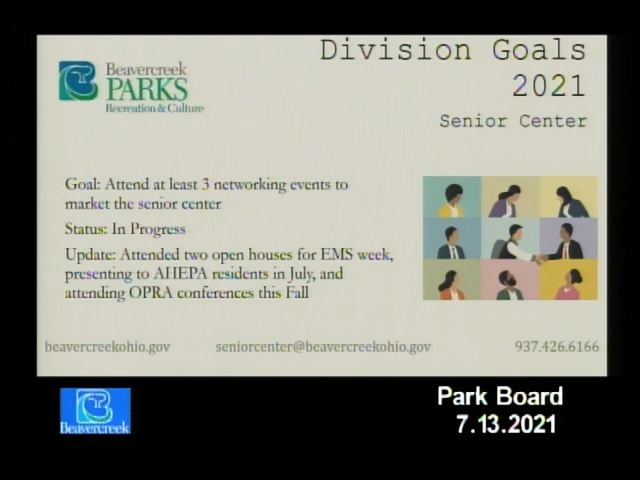 Division Goals
2021
Senior Center
Beavercreek
PARKS
Recreation & Culture
Goal: Attend at least 3 networking events to
market the senior center
Status: In Progress
Update: Attended two open houses for EMS week,
presenting to AHEPA residents in July, and
attending OPRA conferences this Fall
beavercreekohio.gov seniorcenter@beavercreekohio.gov 937.426.6166
Beavercreek
Park Board
7.13.2021